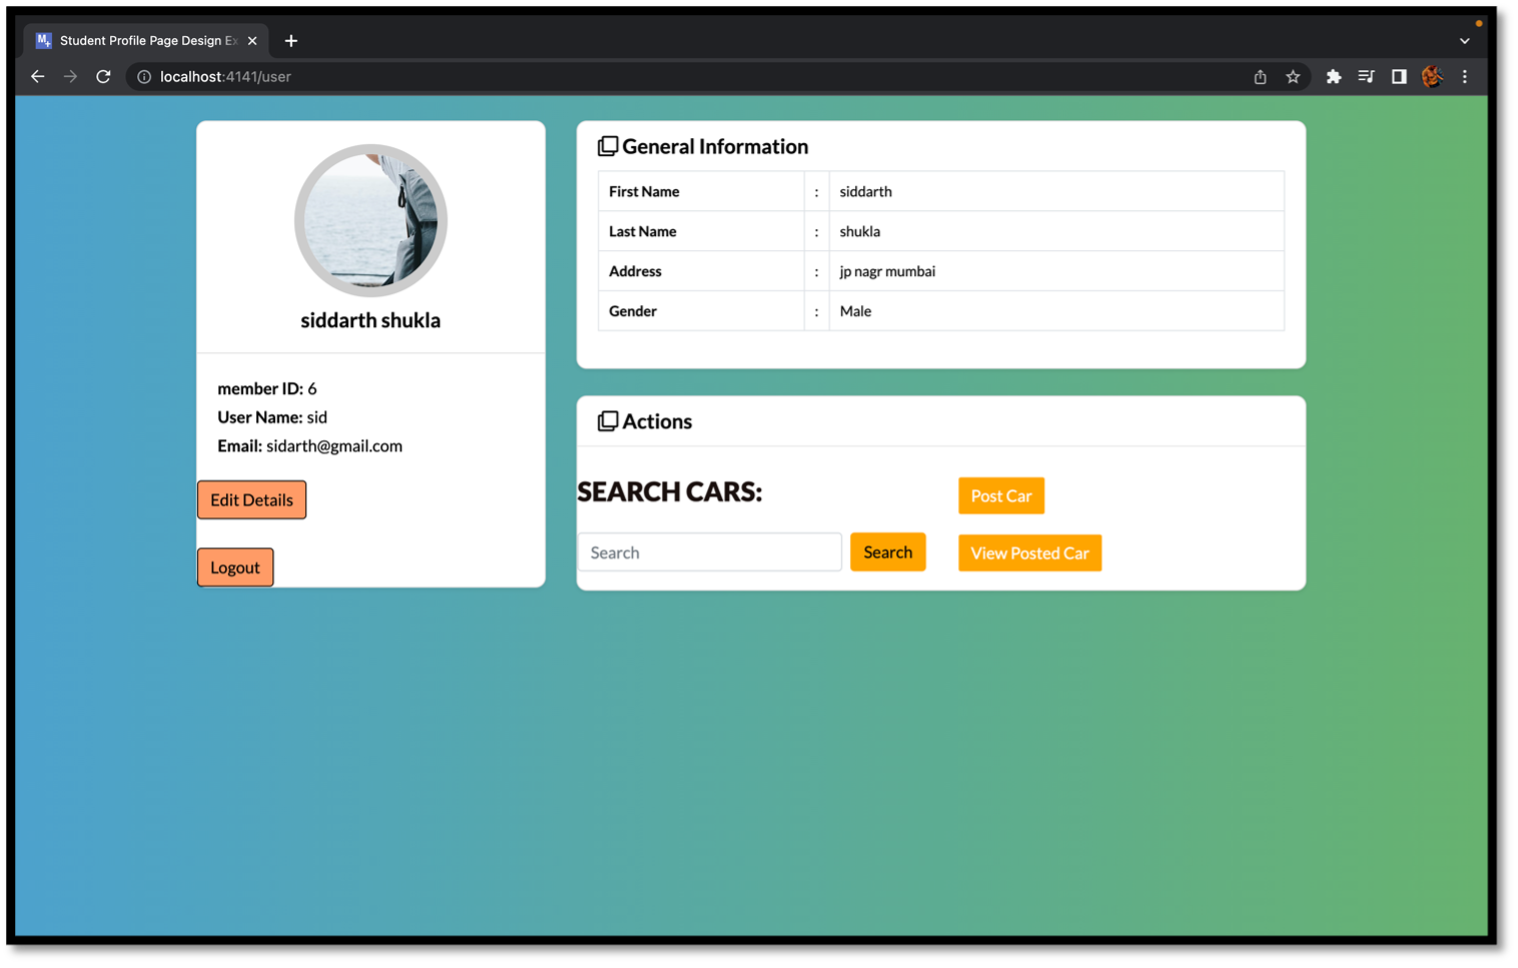 Student Profile Page Design Ex
localhost:4141/user
siddarth shukla
member ID: 6
User Name: sid
Email: sidarth@gmail.com
Edit Details
Logout
General Information
First Name : siddarth
Last Name : shukla
Address : jp nagr mumbai
Gender : Male
Actions
SEARCH CARS:
Post Car
Search Search
View Posted Car